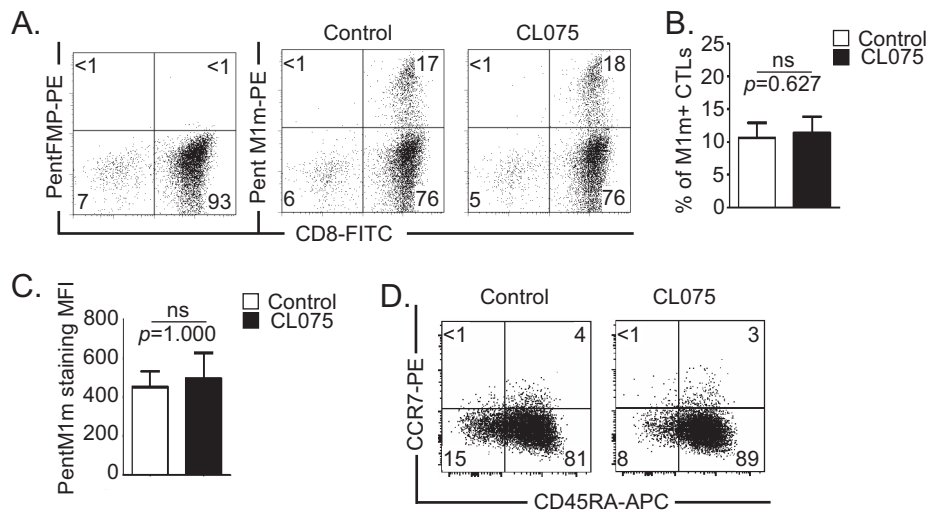 A.
Control
CL075
PentFMP-PE
<1
<1
7
93
Pent M1m-PE
<1
17
6
76
<1
18
5
76
CD8-FITC
B.
Control
CL075
% of M1m+ CTLs
25
20
15
10
5
0
ns
p=0.627
C.
Control
CL075
PentM1m staining MFI
800
600
400
200
0
ns
p=1.000
D.
Control
CL075
CCR7-PE
<1
4
15
81
<1
3
8
89
CD45RA-APC